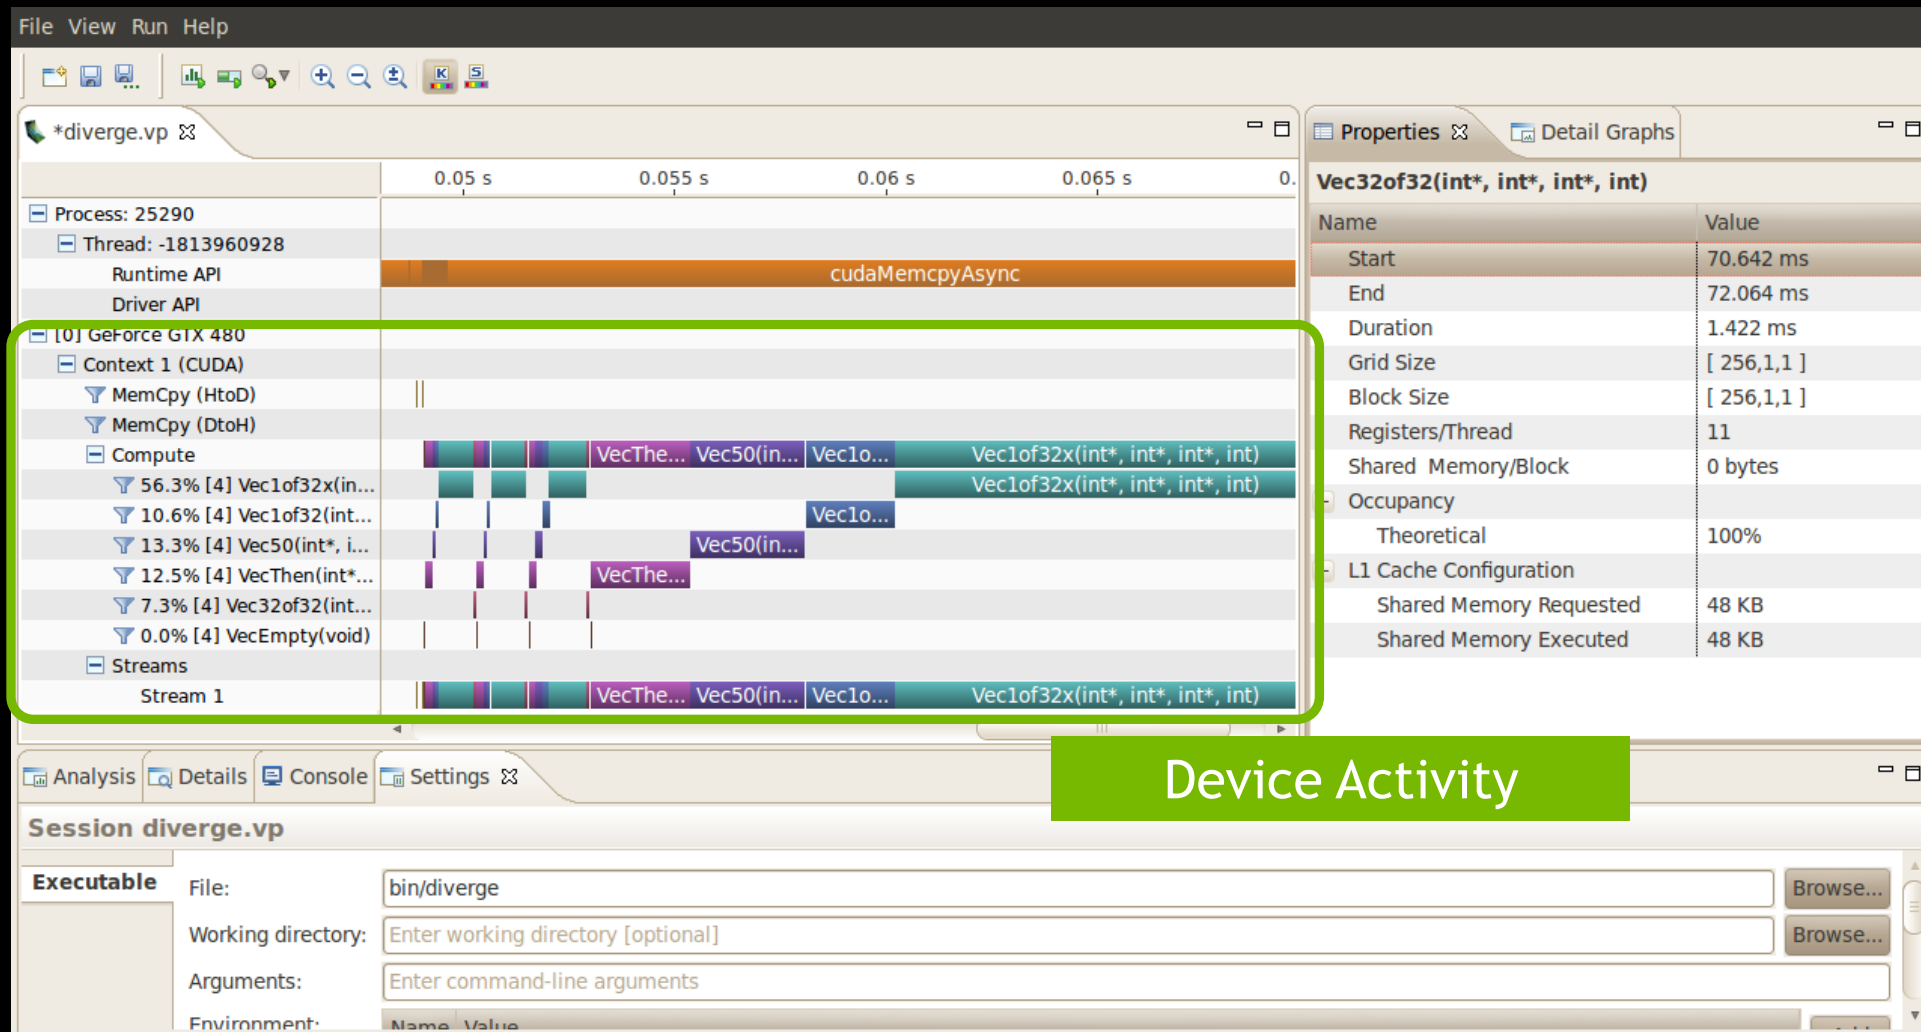 File View Run Help
*diverge.vp
0.05 s 0.055 s 0.06 s 0.065 s 0.
Process: 25290
Thread: -1813960928
Runtime API cudaMemcpyAsync
Driver API
[0] GeForce GTX 480
Context 1 (CUDA)
MemCpy (HtoD)
MemCpy (DtoH)
Compute VecThe... Vec50(in... Vec1o... Vec1of32x(int*, int*, int*, int)
56.3% [4] Vec1of32x(in... Vec1of32x(int*, int*, int*, int)
10.6% [4] Vec1of32(int... Vec1o...
13.3% [4] Vec50(int*, i... Vec50(in...
12.5% [4] VecThen(int*... VecThe...
7.3% [4] Vec32of32(int...
0.0% [4] VecEmpty(void)
Streams
Stream 1 VecThe... Vec50(in... Vec1o... Vec1of32x(int*, int*, int*, int)
Properties Detail Graphs
Vec32of32(int*, int*, int*, int)
Name Value
Start 70.642 ms
End 72.064 ms
Duration 1.422 ms
Grid Size [ 256,1,1 ]
Block Size [ 256,1,1 ]
Registers/Thread 11
Shared Memory/Block 0 bytes
Occupancy
Theoretical 100%
L1 Cache Configuration
Shared Memory Requested 48 KB
Shared Memory Executed 48 KB
Device Activity
Analysis Details Console Settings
Session diverge.vp
Executable
File: bin/diverge Browse...
Working directory: Enter working directory [optional] Browse...
Arguments: Enter command-line arguments
Environment: Name Value